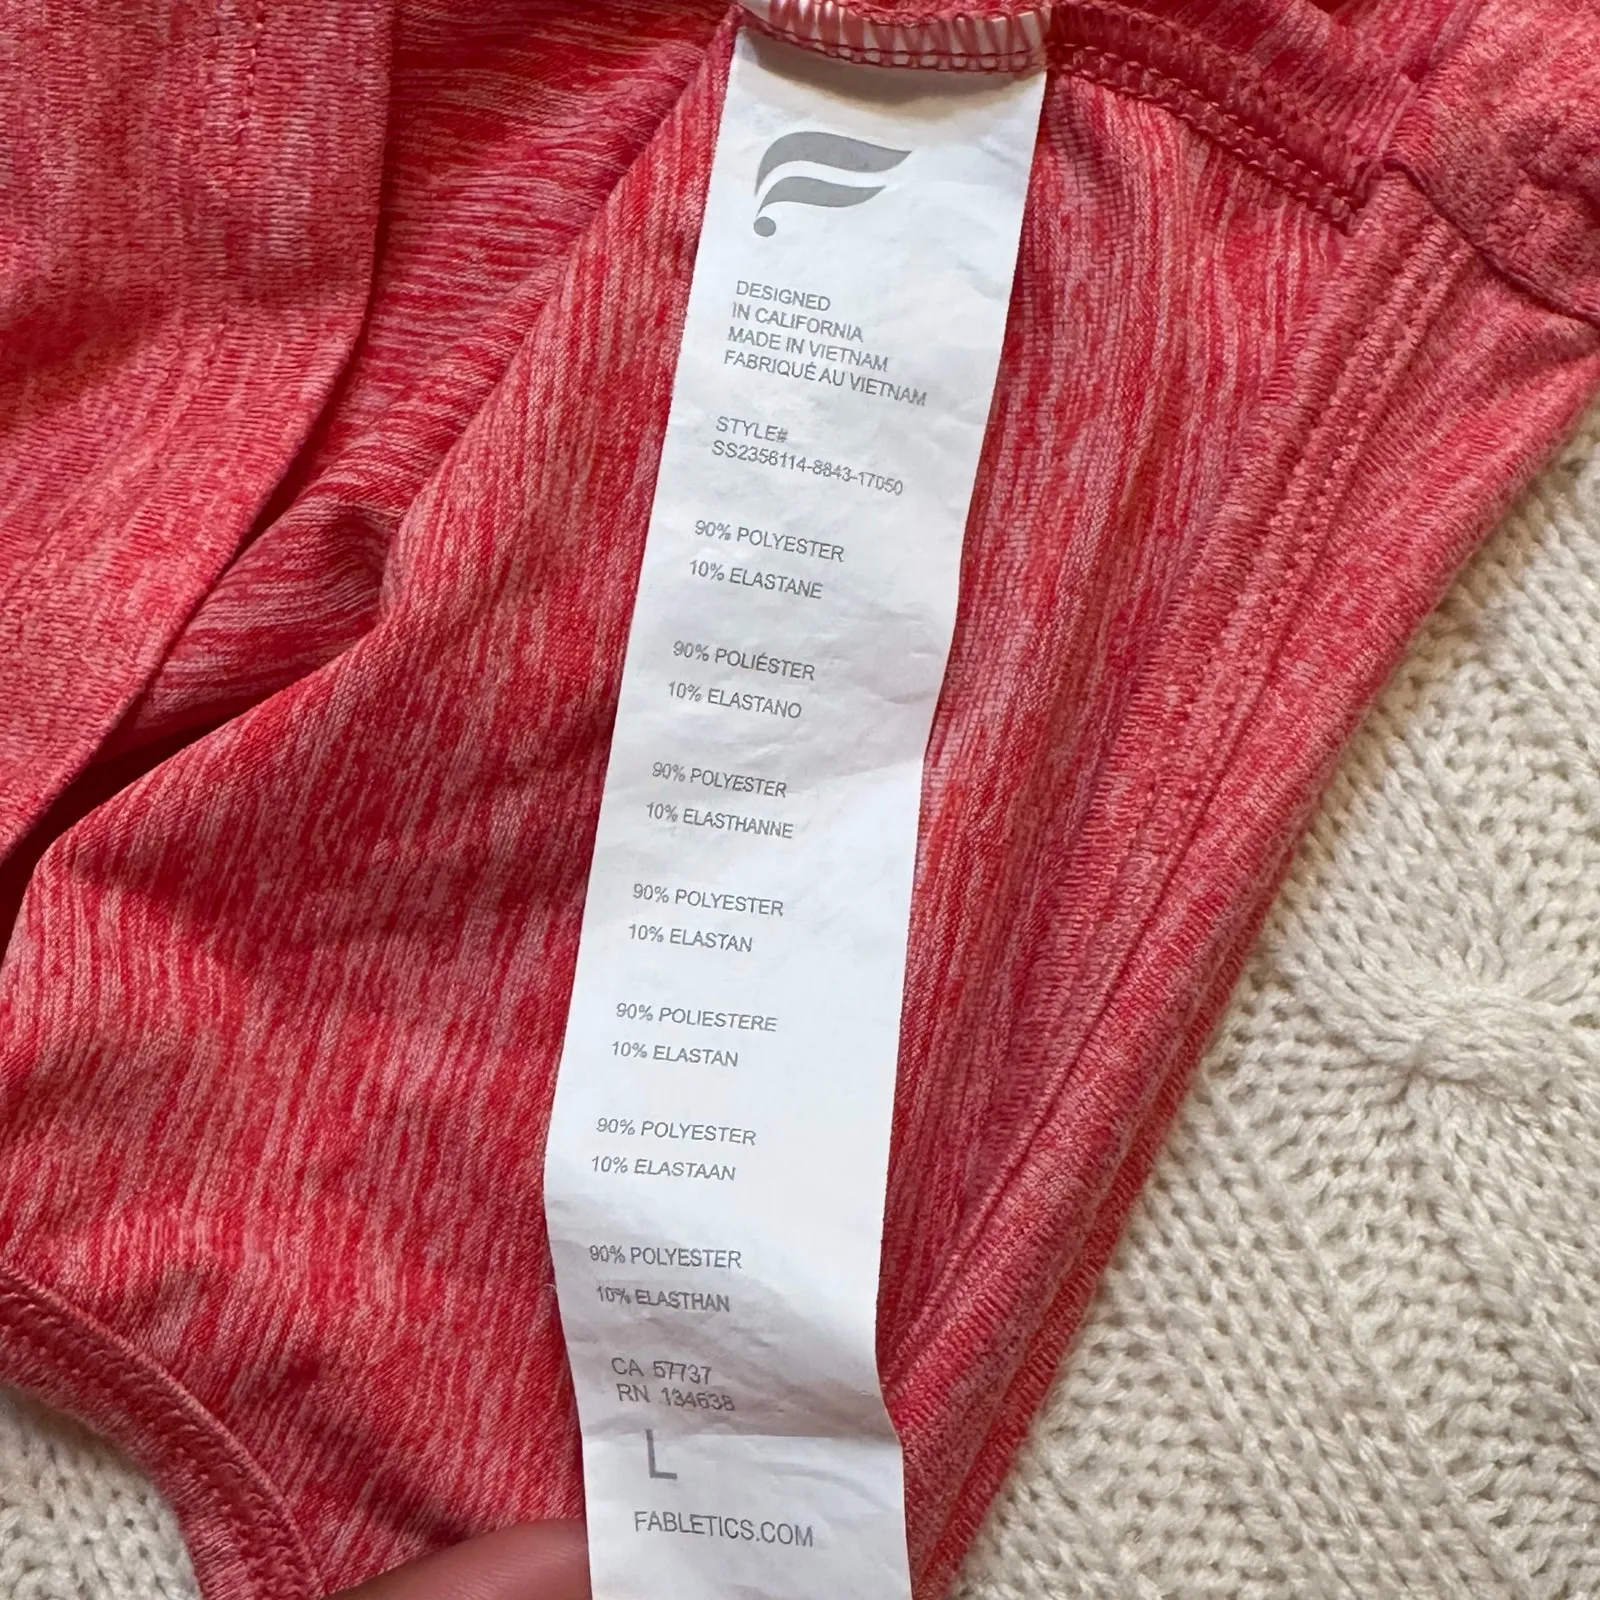 DESIGNED
IN CALIFORNIA
MADE IN VIETNAM
FABRIQUÉ AU VIETNAM
STYLE#
SS2356114-8843-17050
90% POLYESTER
10% ELASTANE
90% POLIÉSTER
10% ELASTANO
90% POLYESTER
10% ELASTHANNE
90% POLYESTER
10% ELASTAN
90% POLIESTERE
10% ELASTAN
90% POLYESTER
10% ELASTAAN
90% POLYESTER
10% ELASTHAN
CA 57737
RN 134638
L
FABLETICS.COM